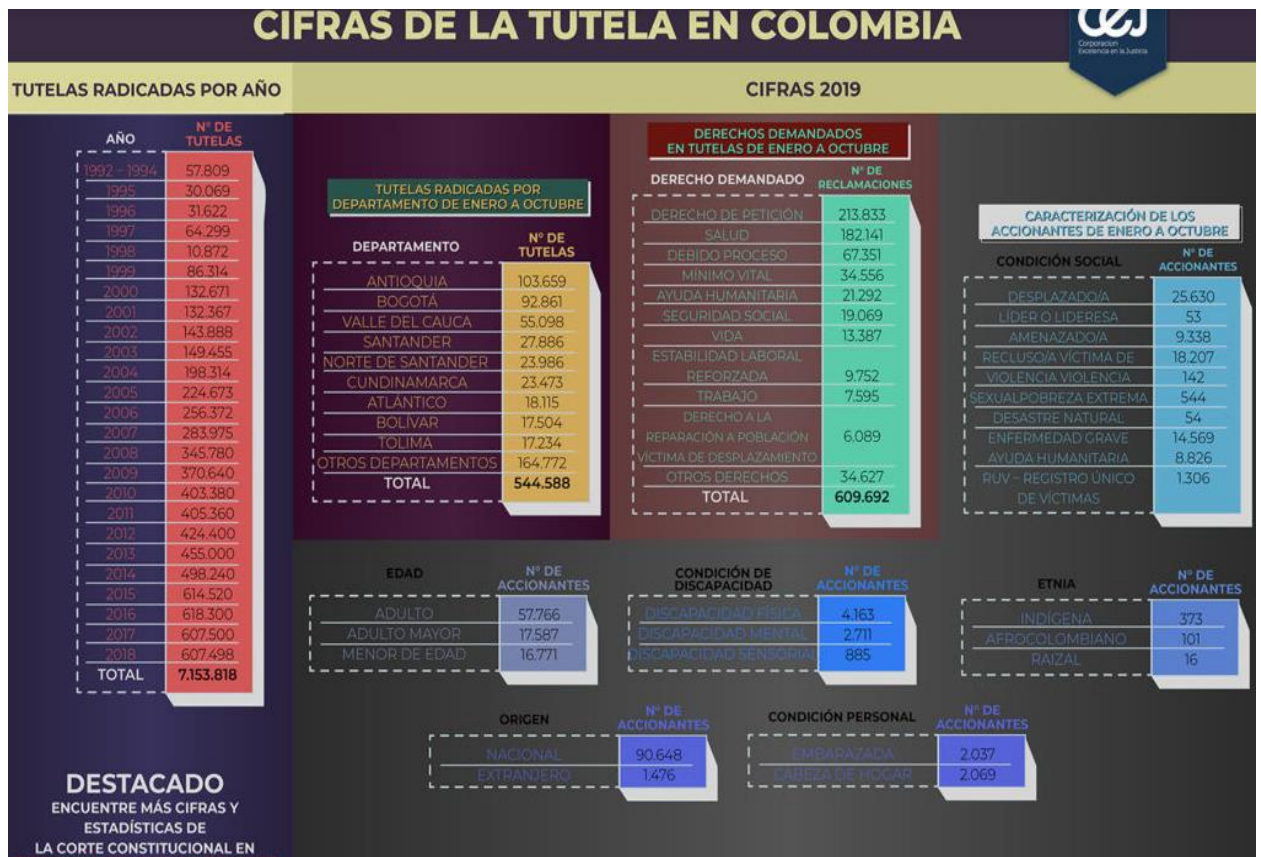 CIFRAS DE LA TUTELA EN COLOMBIA
CEJ
Corporacion
Excelencia en la Justicia
TUTELAS RADICADAS POR AÑO
CIFRAS 2019
AÑO N° DE TUTELAS
1992 – 1994 57.809
1995 30.069
1996 31.622
1997 64.299
1998 10.872
1999 86.314
2000 132.671
2001 132.367
2002 143.888
2003 149.455
2004 198.314
2005 224.673
2006 256.372
2007 283.975
2008 345.780
2009 370.640
2010 403.380
2011 405.360
2012 424.400
2013 455.000
2014 498.240
2015 614.520
2016 618.300
2017 607.500
2018 607.498
TOTAL 7.153.818
DESTACADO
ENCUENTRE MÁS CIFRAS Y
ESTADÍSTICAS DE
LA CORTE CONSTITUCIONAL EN
TUTELAS RADICADAS POR
DEPARTAMENTO DE ENERO A OCTUBRE
DEPARTAMENTO N° DE TUTELAS
ANTIOQUIA 103.659
BOGOTÁ 92.861
VALLE DEL CAUCA 55.098
SANTANDER 27.886
NORTE DE SANTANDER 23.986
CUNDINAMARCA 23.473
ATLÁNTICO 18.115
BOLÍVAR 17.504
TOLIMA 17.234
OTROS DEPARTAMENTOS 164.772
TOTAL 544.588
DERECHOS DEMANDADOS
EN TUTELAS DE ENERO A OCTUBRE
DERECHO DEMANDADO N° DE RECLAMACIONES
DERECHO DE PETICIÓN 213.833
SALUD 182.141
DEBIDO PROCESO 67.351
MÍNIMO VITAL 34.556
AYUDA HUMANITARIA 21.292
SEGURIDAD SOCIAL 19.069
VIDA 13.387
ESTABILIDAD LABORAL
REFORZADA 9.752
TRABAJO 7.595
DERECHO A LA
REPARACIÓN A POBLACIÓN 6.089
VÍCTIMA DE DESPLAZAMIENTO
OTROS DERECHOS 34.627
TOTAL 609.692
CARACTERIZACIÓN DE LOS
ACCIONANTES DE ENERO A OCTUBRE
CONDICIÓN SOCIAL N° DE ACCIONANTES
DESPLAZADO/A 25.630
LÍDER O LIDERESA 53
AMENAZADO/A 9.338
RECLUSO/A VÍCTIMA DE 18.207
VIOLENCIA VIOLENCIA 142
SEXUALPOBREZA EXTREMA 544
DESASTRE NATURAL 54
ENFERMEDAD GRAVE 14.569
AYUDA HUMANITARIA 8.826
RUV – REGISTRO ÚNICO 1.306
DE VÍCTIMAS
EDAD N° DE ACCIONANTES
ADULTO 57.766
ADULTO MAYOR 17.587
MENOR DE EDAD 16.771
CONDICIÓN DE
DISCAPACIDAD N° DE ACCIONANTES
DISCAPACIDAD FÍSICA 4.163
DISCAPACIDAD MENTAL 2.711
DISCAPACIDAD SENSORIAL 885
ETNIA N° DE ACCIONANTES
INDÍGENA 373
AFROCOLOMBIANO 101
RAIZAL 16
ORIGEN N° DE ACCIONANTES
NACIONAL 90.648
EXTRANJERO 1.476
CONDICIÓN PERSONAL N° DE ACCIONANTES
EMBARAZADA 2.037
CABEZA DE HOGAR 2.069